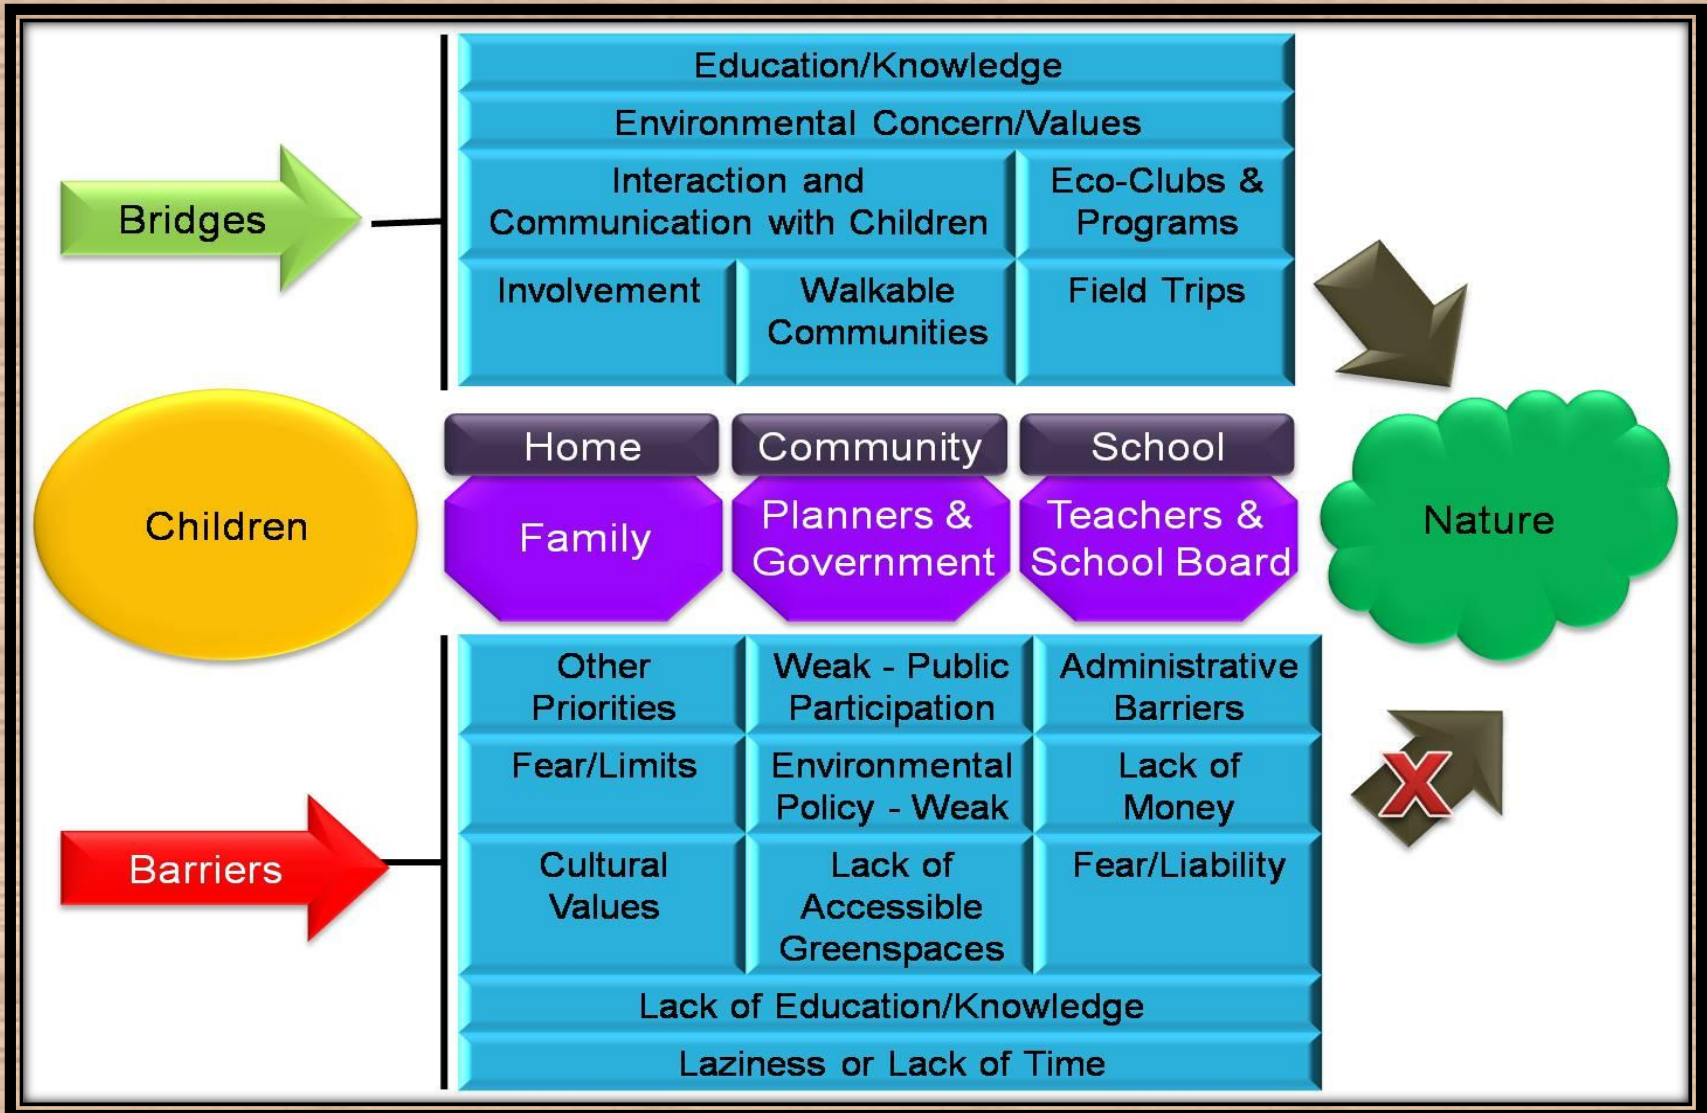 Education/Knowledge
Environmental Concern/Values
Interaction and
Communication with Children
Eco-Clubs &
Programs
Bridges
Involvement
Walkable
Communities
Field Trips
Children
Home
Community
School
Family
Planners &
Government
Teachers &
School Board
Nature
Other
Priorities
Weak - Public
Participation
Administrative
Barriers
Fear/Limits
Environmental
Policy - Weak
Lack of
Money
X
Barriers
Cultural
Values
Lack of
Accessible
Greenspaces
Fear/Liability
Lack of Education/Knowledge
Laziness or Lack of Time